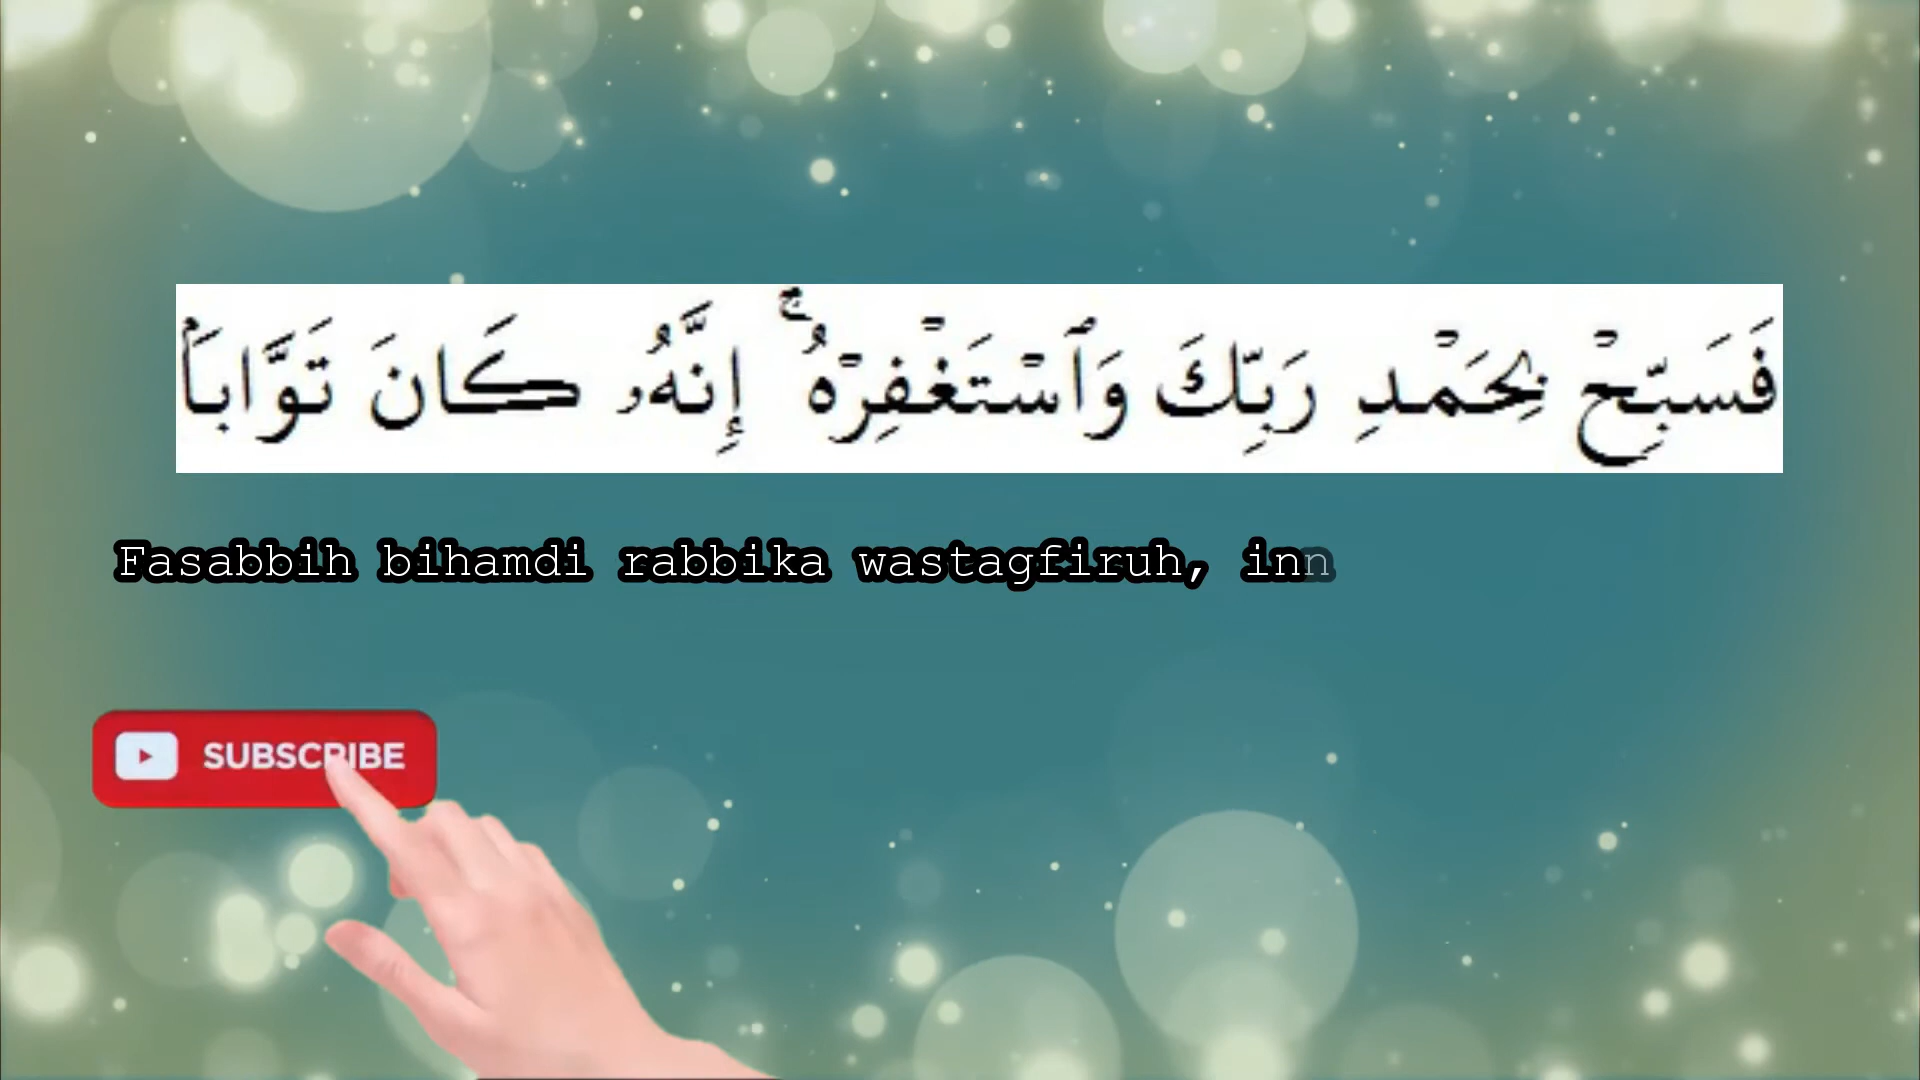 فَسَبِّحْ بِحَمْدِ رَبِّكَ وَٱسْتَغْفِرْهُ ۚ إِنَّهُۥ كَانَ تَوَّابَۢا
Fasabbih bihamdi rabbika wastagfiruh, inn
SUBSCRIBE